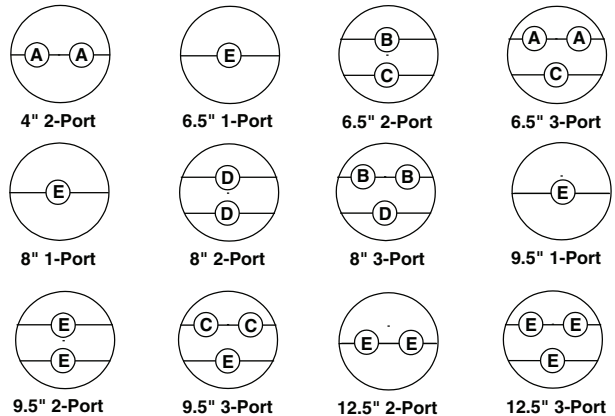 A A
4" 2-Port
E
6.5" 1-Port
B
C
6.5" 2-Port
A A
C
6.5" 3-Port
E
8" 1-Port
D
D
8" 2-Port
B B
D
8" 3-Port
E
9.5" 1-Port
E
E
9.5" 2-Port
C C
E
9.5" 3-Port
E E
12.5" 2-Port
E E
E
12.5" 3-Port